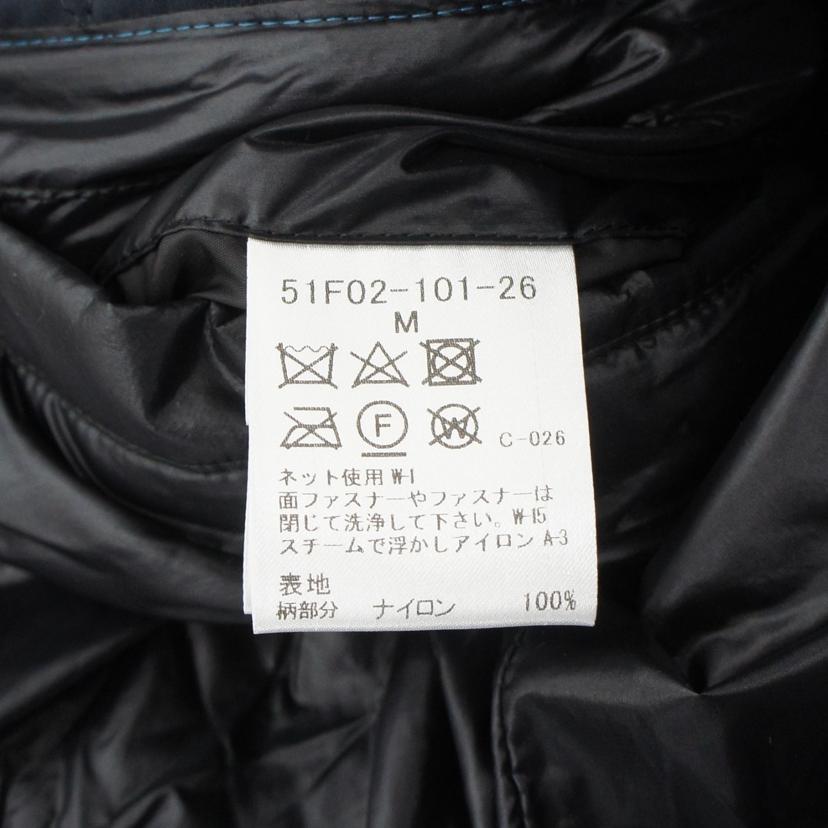 51F02-101-26
M
F W C-026
ネット使用 W-1
面ファスナーやファスナーは
閉じて洗浄して下さい。W-15
スチームで浮かしアイロン A-3
表地
柄部分 ナイロン 100%